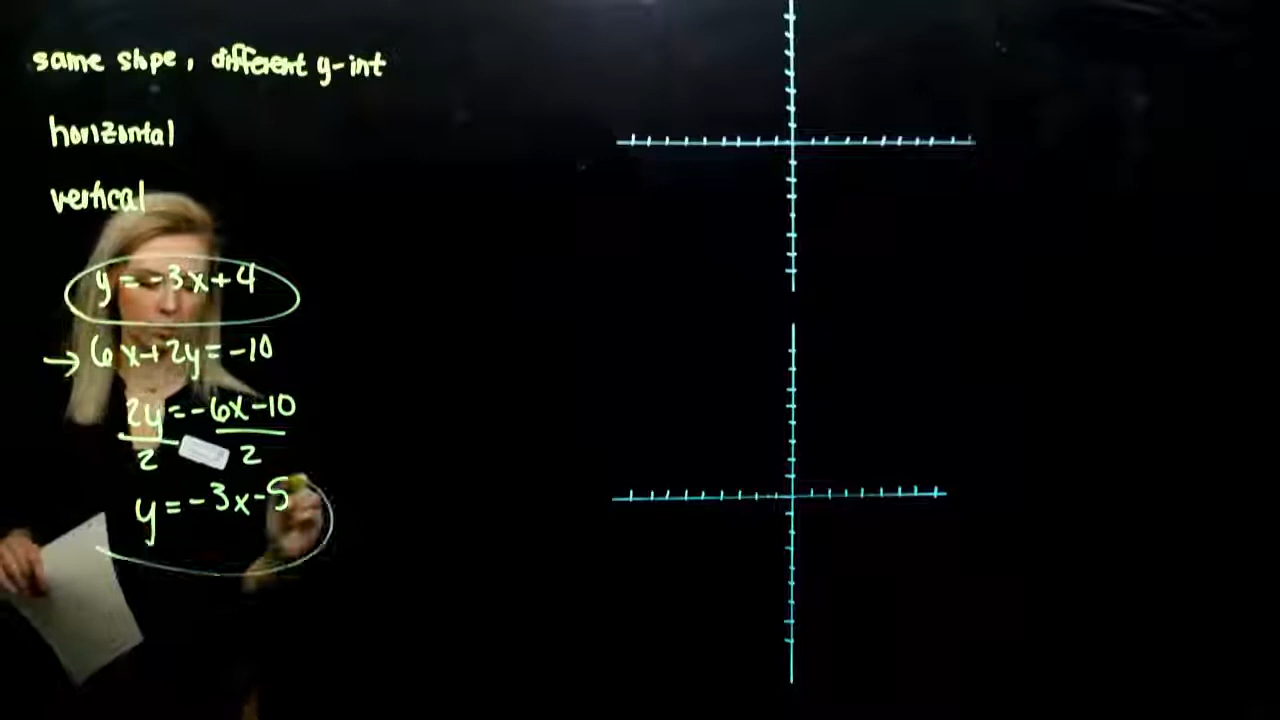 same slope, different y-int
horizontal
vertical
y = -3x + 4
→ 6x + 2y = -10
2y = -6x - 10
2 2
y = -3x - 5